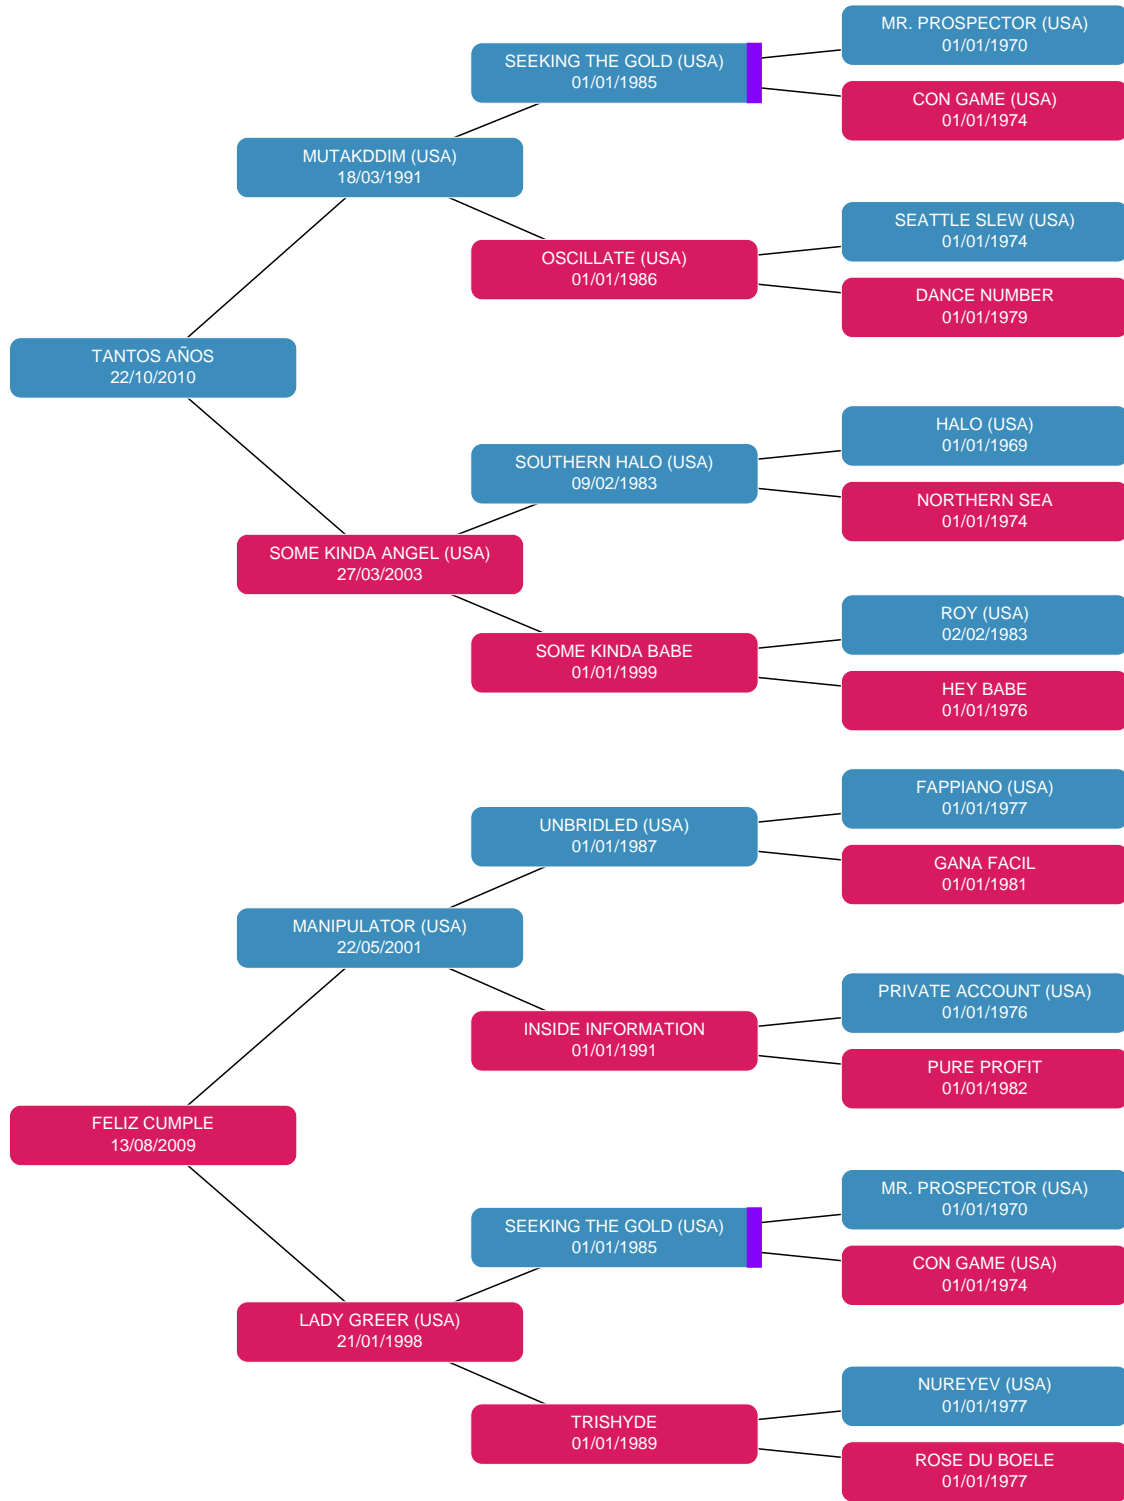 MR. PROSPECTOR (USA)
01/01/1970
SEEKING THE GOLD (USA)
01/01/1985
CON GAME (USA)
01/01/1974
MUTAKDDIM (USA)
18/03/1991
SEATTLE SLEW (USA)
01/01/1974
OSCILLATE (USA)
01/01/1986
DANCE NUMBER
01/01/1979
TANTOS AÑOS
22/10/2010
HALO (USA)
01/01/1969
SOUTHERN HALO (USA)
09/02/1983
NORTHERN SEA
01/01/1974
SOME KINDA ANGEL (USA)
27/03/2003
ROY (USA)
02/02/1983
SOME KINDA BABE
01/01/1999
HEY BABE
01/01/1976
FAPPIANO (USA)
01/01/1977
UNBRIDLED (USA)
01/01/1987
GANA FACIL
01/01/1981
MANIPULATOR (USA)
22/05/2001
PRIVATE ACCOUNT (USA)
01/01/1976
INSIDE INFORMATION
01/01/1991
PURE PROFIT
01/01/1982
FELIZ CUMPLE
13/08/2009
MR. PROSPECTOR (USA)
01/01/1970
SEEKING THE GOLD (USA)
01/01/1985
CON GAME (USA)
01/01/1974
LADY GREER (USA)
21/01/1998
NUREYEV (USA)
01/01/1977
TRISHYDE
01/01/1989
ROSE DU BOELE
01/01/1977